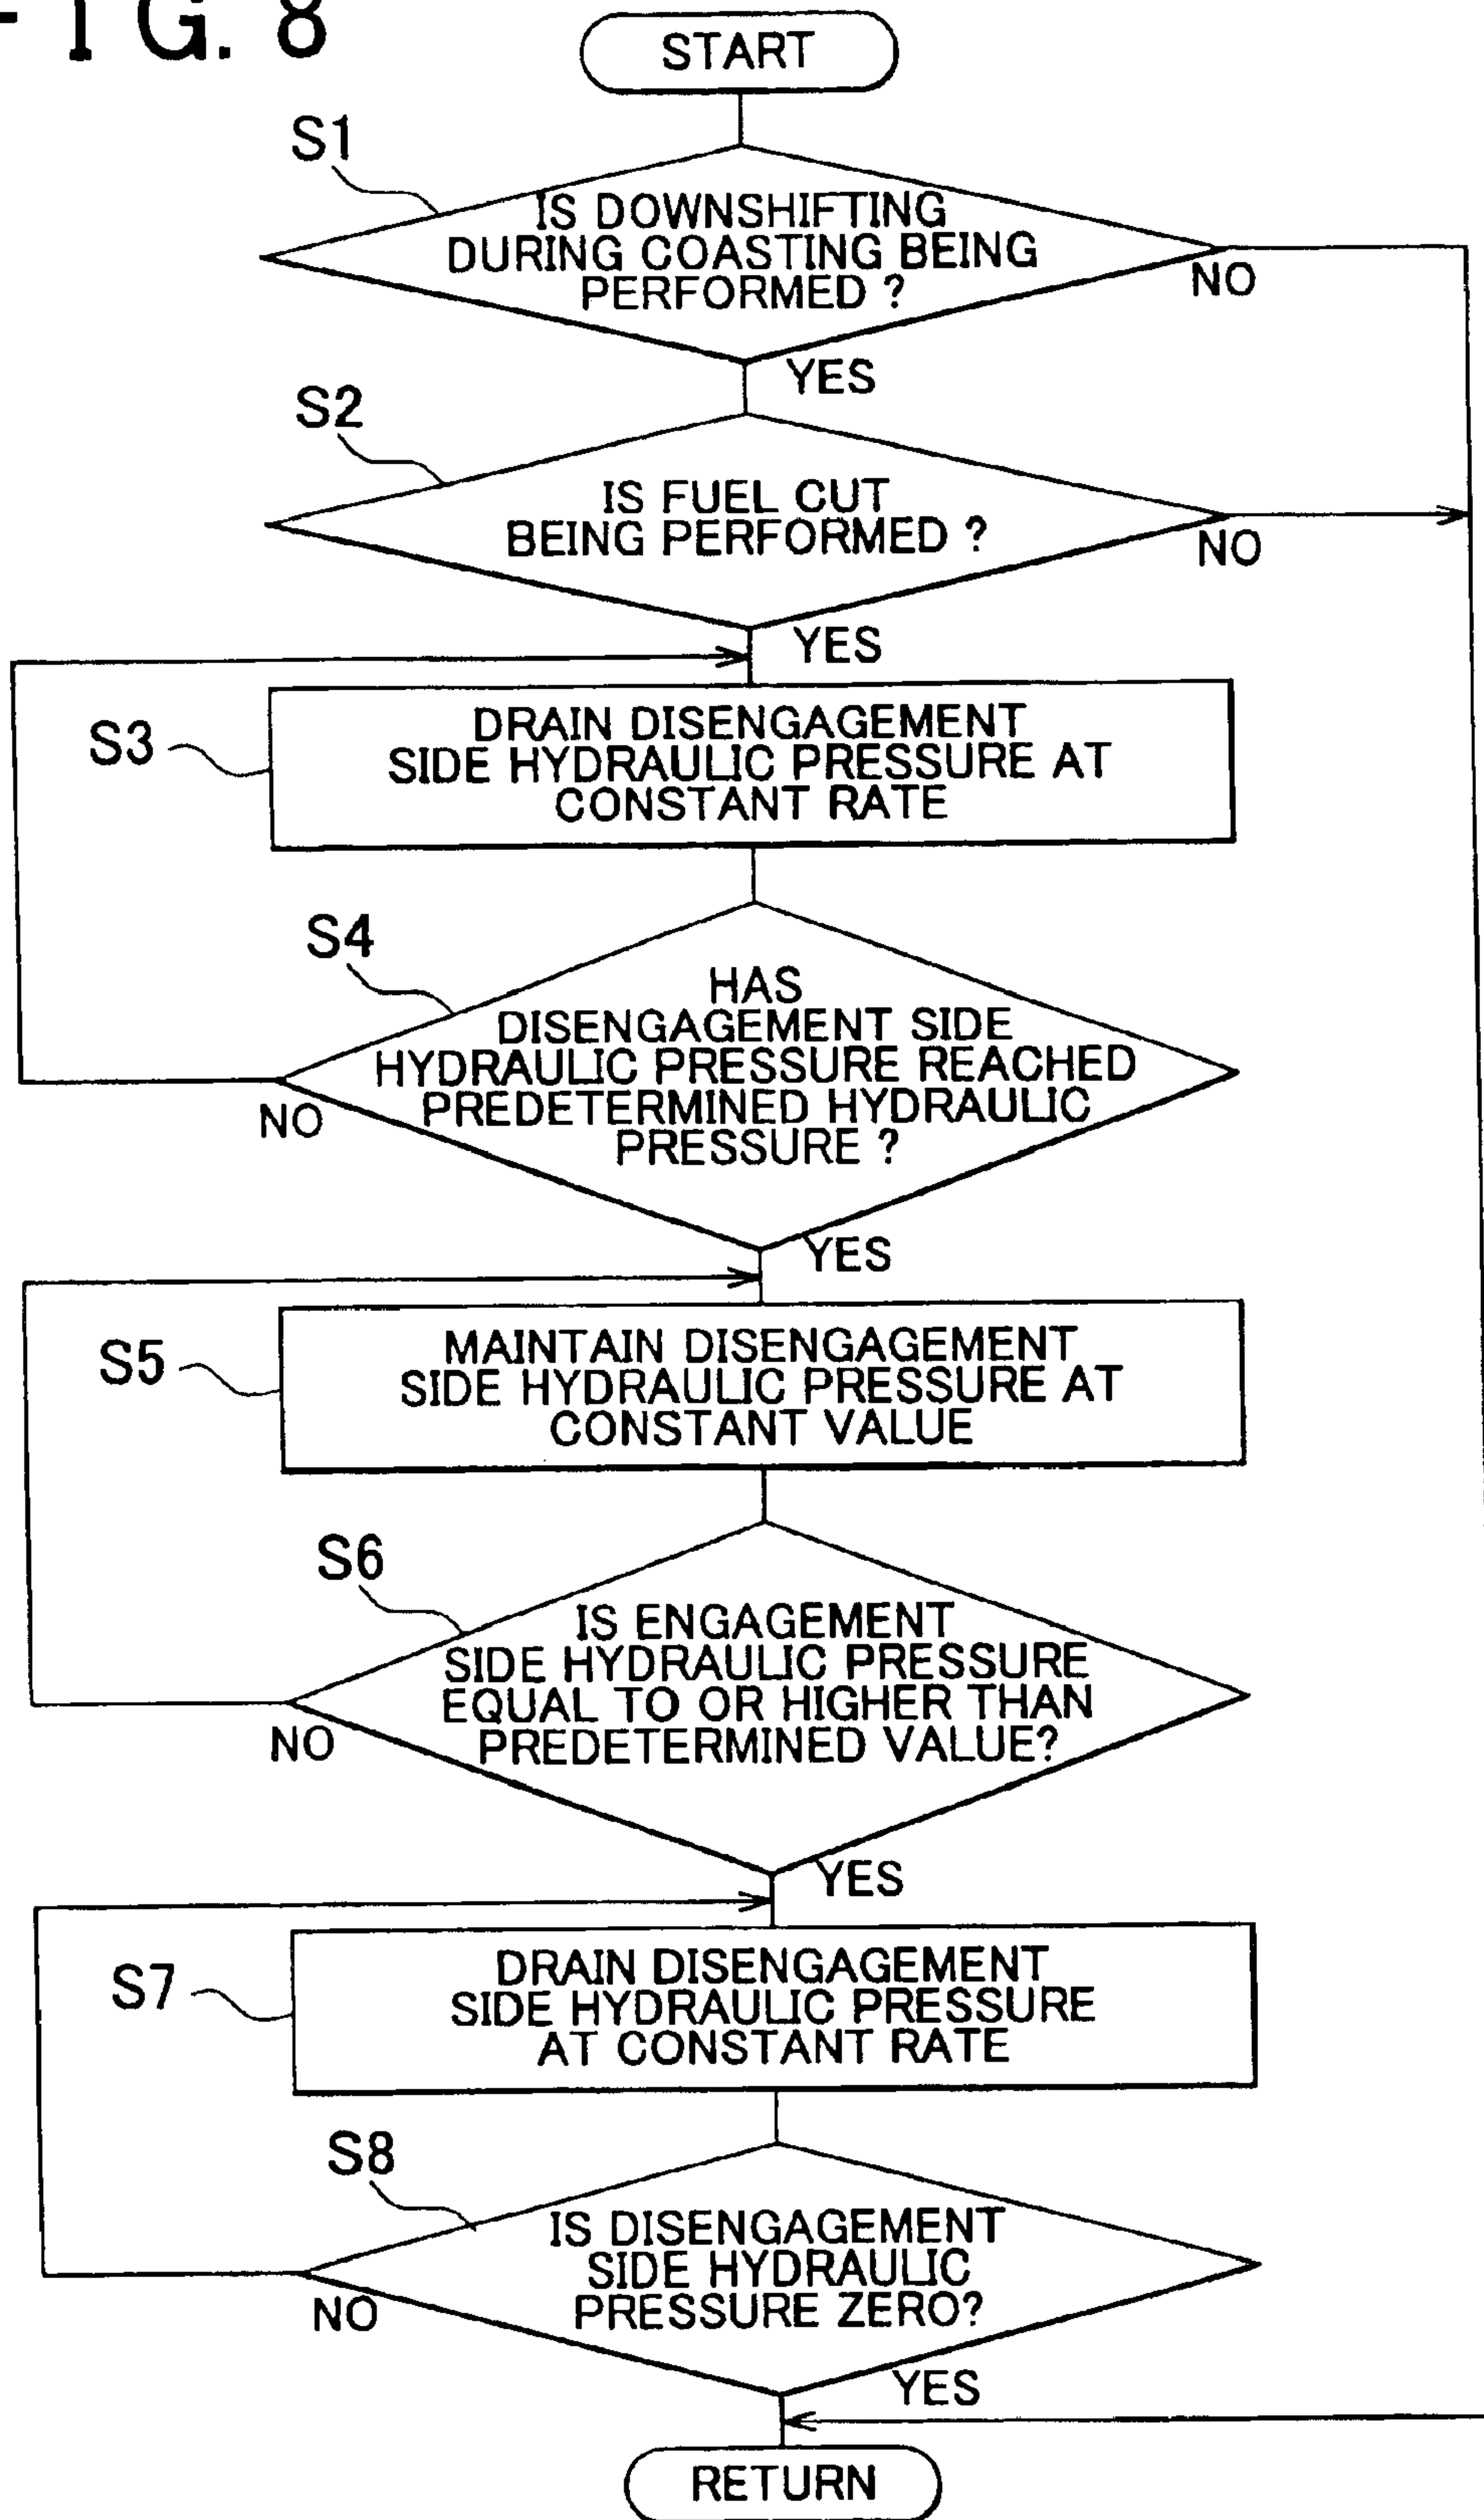 FIG. 8
START
S1
IS DOWNSHIFTING
DURING COASTING BEING
PERFORMED ?
NO
YES
S2
IS FUEL CUT
BEING PERFORMED ?
NO
YES
S3
DRAIN DISENGAGEMENT
SIDE HYDRAULIC PRESSURE AT
CONSTANT RATE
S4
HAS
DISENGAGEMENT SIDE
HYDRAULIC PRESSURE REACHED
PREDETERMINED HYDRAULIC
PRESSURE ?
NO
YES
S5
MAINTAIN DISENGAGEMENT
SIDE HYDRAULIC PRESSURE AT
CONSTANT VALUE
S6
IS ENGAGEMENT
SIDE HYDRAULIC PRESSURE
EQUAL TO OR HIGHER THAN
PREDETERMINED VALUE?
NO
YES
S7
DRAIN DISENGAGEMENT
SIDE HYDRAULIC PRESSURE
AT CONSTANT RATE
S8
IS DISENGAGEMENT
SIDE HYDRAULIC
PRESSURE ZERO?
NO
YES
RETURN